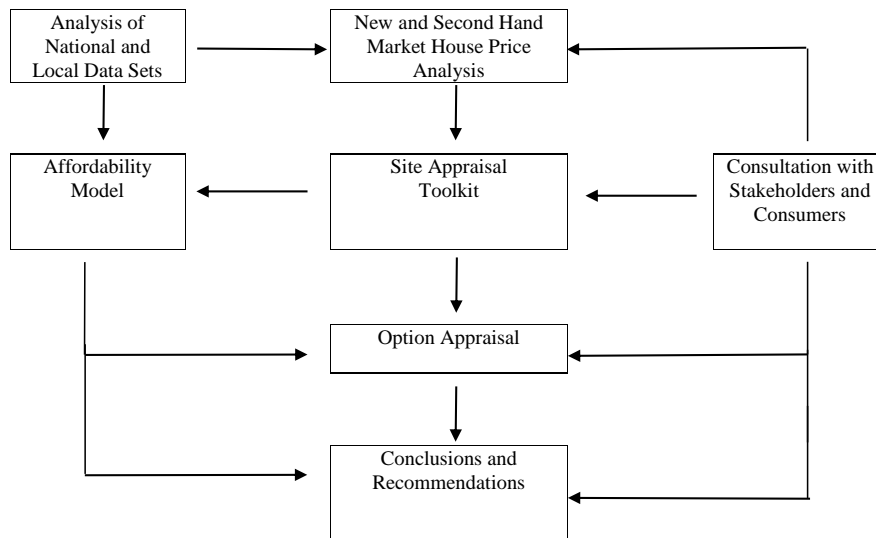 Analysis of
National and
Local Data Sets
New and Second Hand
Market House Price
Analysis
Affordability
Model
Site Appraisal
Toolkit
Consultation with
Stakeholders and
Consumers
Option Appraisal
Conclusions and
Recommendations